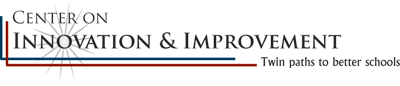 CENTER ON
INNOVATION & IMPROVEMENT
Twin paths to better schools